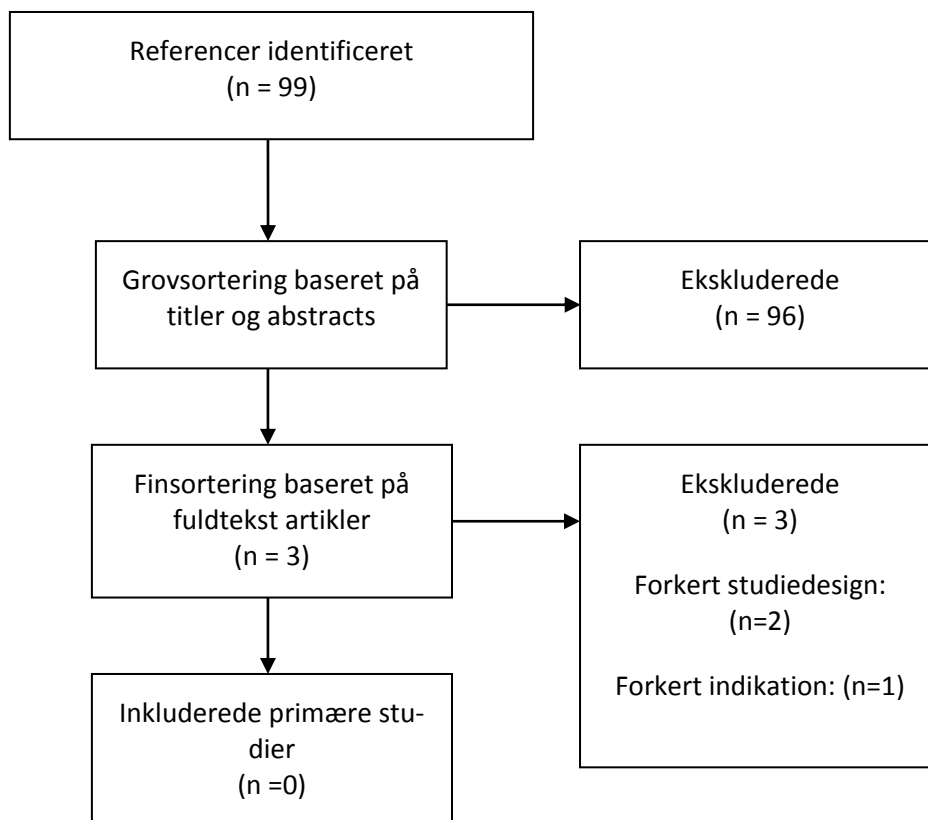 Referencer identificeret
(n = 99)
Grovsortering baseret på
titler og abstracts
Ekskluderede
(n = 96)
Finsortering baseret på
fuldtekst artikler
(n = 3)
Ekskluderede
(n = 3)
Forkert studiedesign:
(n=2)
Forkert indikation: (n=1)
Inkluderede primære stu-
dier
(n =0)